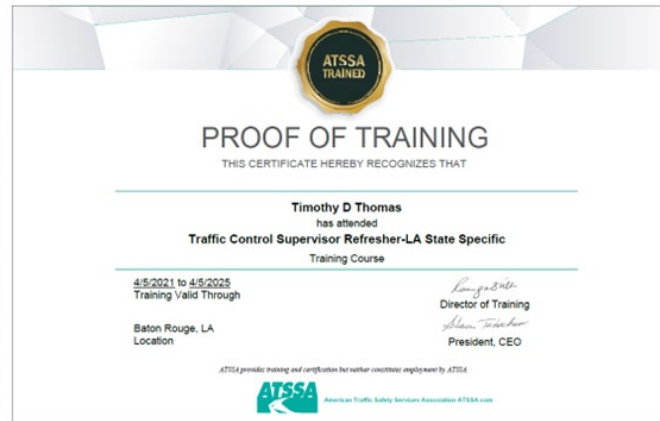 ATSSA
TRAINED
PROOF OF TRAINING
THIS CERTIFICATE HEREBY RECOGNIZES THAT
Timothy D Thomas
has attended
Traffic Control Supervisor Refresher-LA State Specific
Training Course
4/5/2021 to 4/5/2025
Training Valid Through
Director of Training
Baton Rouge, LA
Location
President, CEO
ATSSA provides training and certification but neither constitutes employment by ATSSA.
ATSSA
American Traffic Safety Services Association ATSSA.com